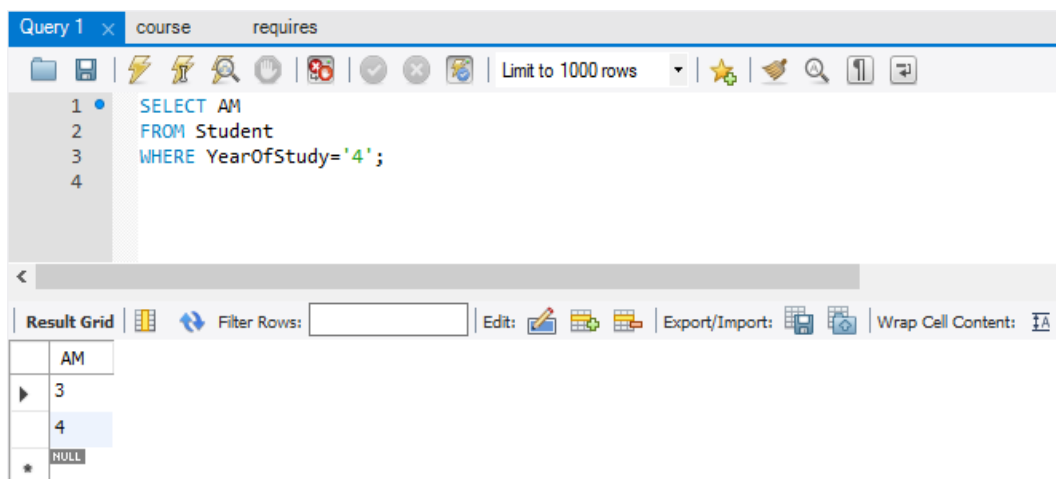 Query 1 × course requires
Limit to 1000 rows
1 SELECT AM
2 FROM Student
3 WHERE YearOfStudy='4';
4
Result Grid Filter Rows: Edit: Export/Import: Wrap Cell Content: IA
AM
3
4
NULL